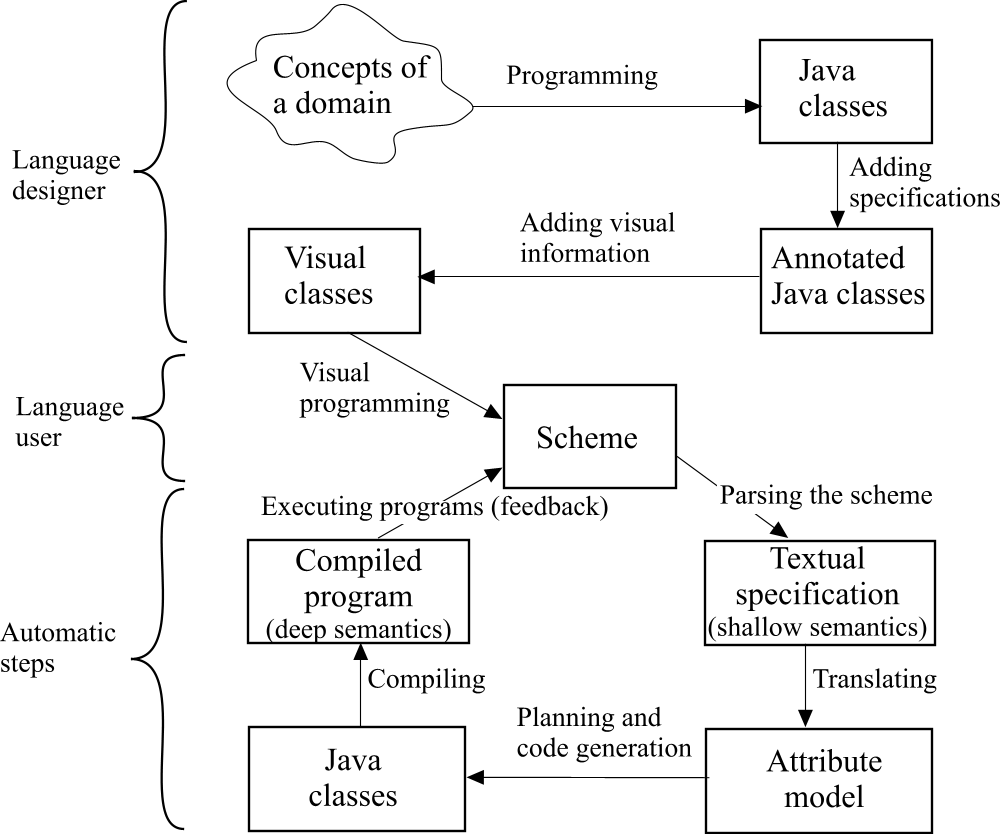 Concepts of
a domain
Programming
Java
classes
Language
designer
Adding
specifications
Adding visual
information
Visual
classes
Annotated
Java classes
Visual
programming
Language
user
Scheme
Executing programs (feedback)
Parsing the scheme
Compiled
program
(deep semantics)
Textual
specification
(shallow semantics)
Automatic
steps
Compiling
Translating
Planning and
code generation
Java
classes
Attribute
model